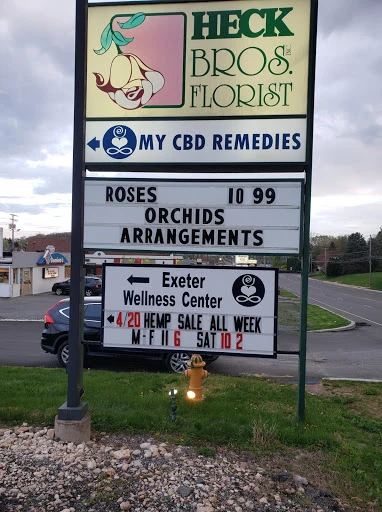 HECK
BROS. INC
FLORIST
MY CBD REMEDIES
ROSES 10 99
ORCHIDS
ARRANGEMENTS
Exeter
Wellness Center
4/20 HEMP SALE ALL WEEK
M-F 11 6 SAT 10 2